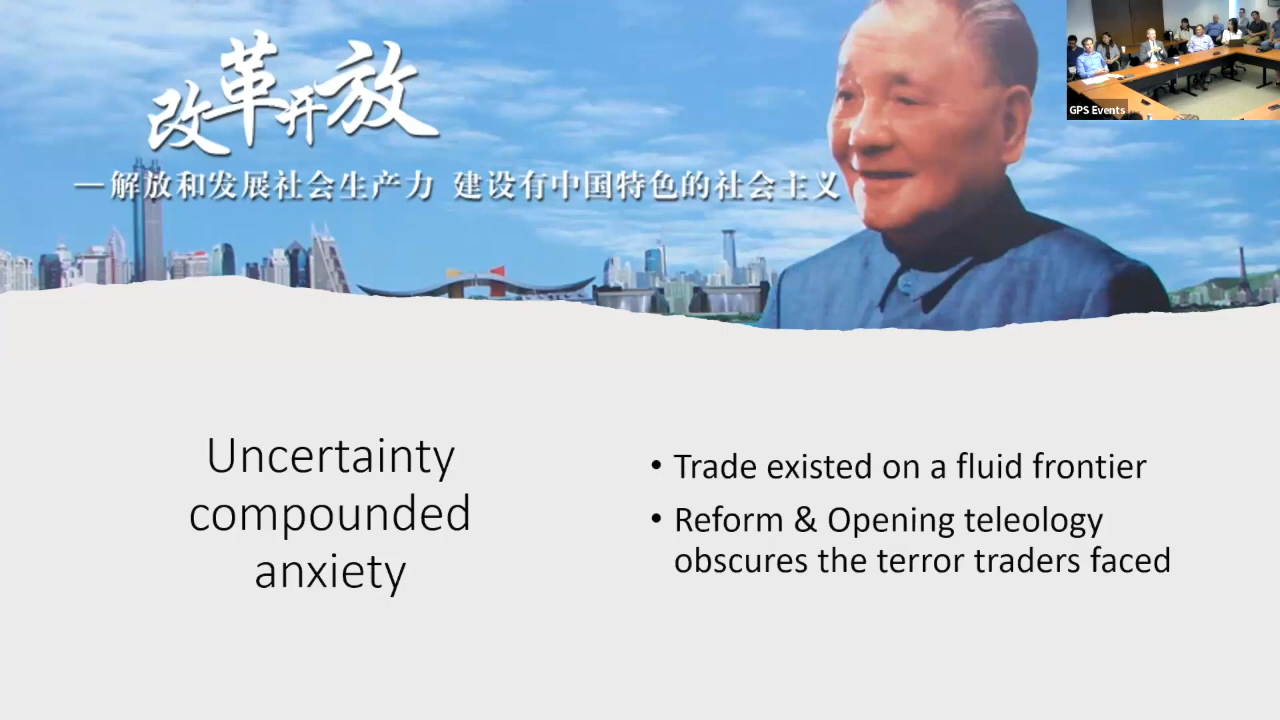 改革开放
GPS Events
—解放和发展社会生产力 建设有中国特色的社会主义
Uncertainty
compounded
anxiety
• Trade existed on a fluid frontier
• Reform & Opening teleology
obscures the terror traders faced